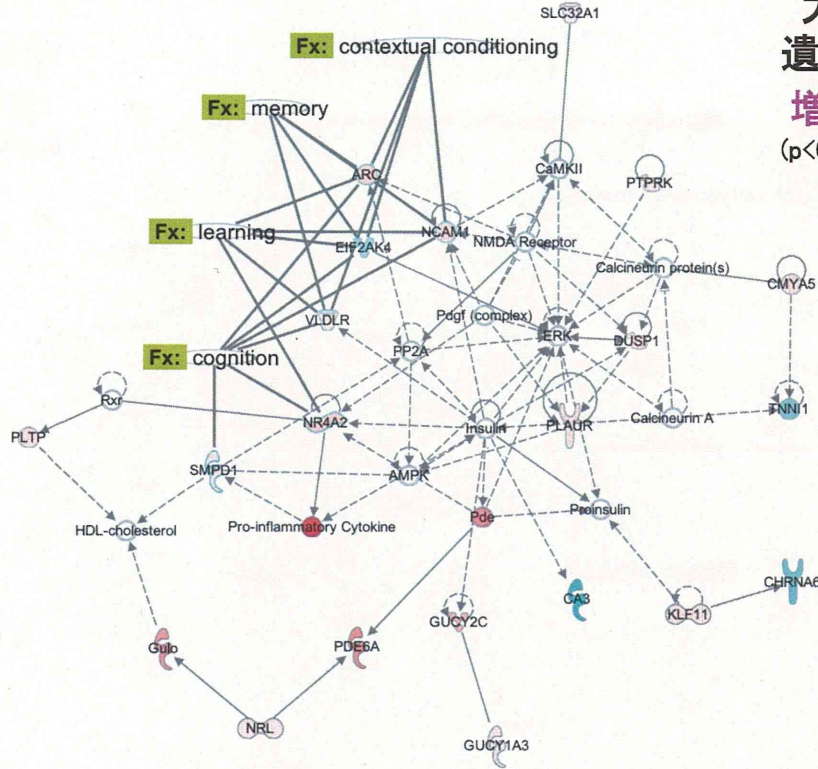 SLC32A1
Fx: contextual conditioning
遺
Fx: memory
増
(p<
ARC
CaMKII
PTPRK
Fx: learning
NCAM1
EIF2AK4
NMDA Receptor
Calcineurin protein(s)
CMYA5
VLDLR
Pdgf (complex)
ERK
DUSP1
Fx: cognition
PP2A
Rxr
NR4A2
Insulin
PLAUR
Calcineurin A
TNNI1
PLTP
SMPD1
AMPK
HDL-cholesterol
Pro-inflammatory Cytokine
Pde
Proinsulin
CHRNA6
CA3
KLF11
GUCY2C
Gulo
PDE6A
NRL
GUCY1A3